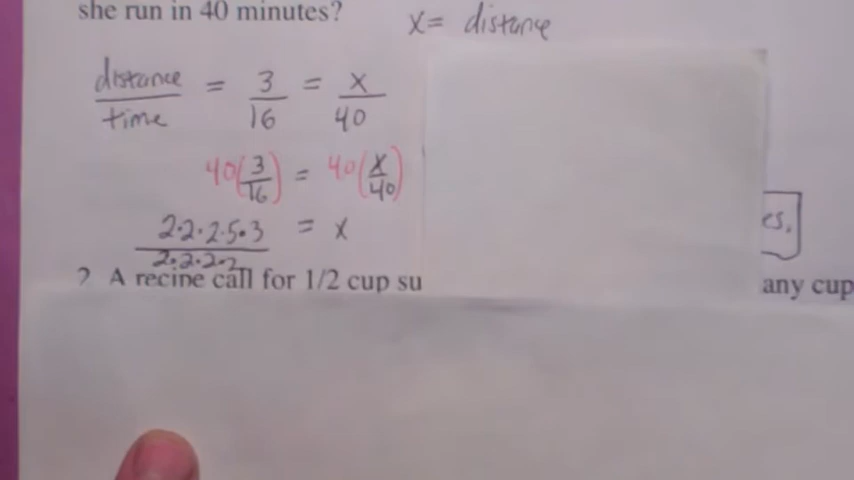 she run in 40 minutes?
x = distance
distance/time = 3/16 = x/40
40(3/16) = 40(x/40)
2·2·2·5·3/2·2·2·2 = x
es.
2 A recipe call for 1/2 cup su any cup